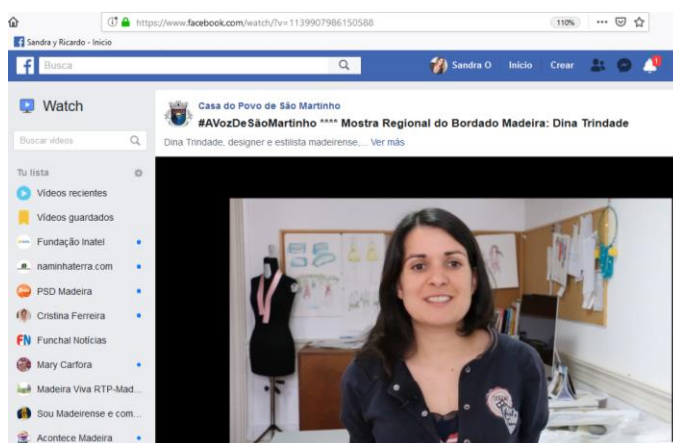 https://www.facebook.com/watch/?v=1139907986150588
110%
Sandra y Ricardo - Inicio
Busca
Sandra O Inicio Crear
Watch
Buscar vídeos
Tu lista
Vídeos recientes
Vídeos guardados
Fundação Inatel
naminhaterra.com
PSD Madeira
Cristina Ferreira
FN Funchal Notícias
Mary Carfora
Madeira Viva RTP-Mad...
Sou Madeirense e com...
Acontece Madeira
Casa do Povo de São Martinho
#AVozDeSãoMartinho **** Mostra Regional do Bordado Madeira: Dina Trindade
Dina Trindade, designer e estilista madeirense,... Ver más